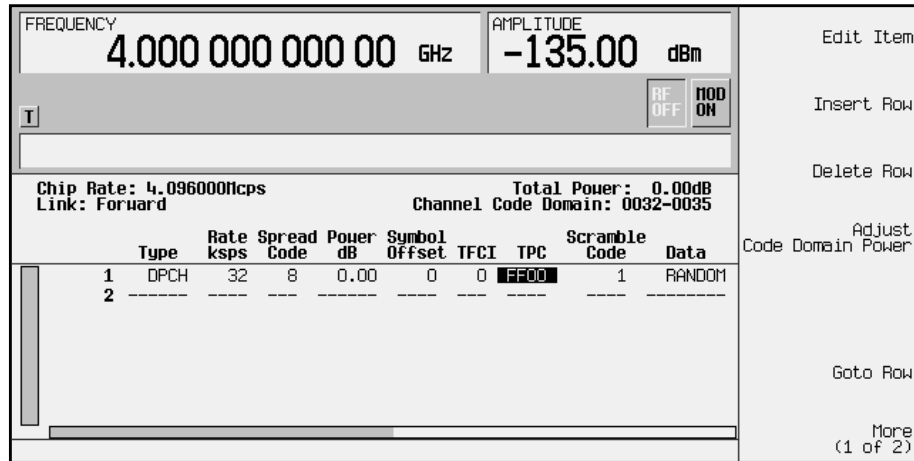 FREQUENCY
4.000 000 000 00 GHz
AMPLITUDE
-135.00 dBm
RF OFF
MOD ON
T
Chip Rate: 4.096000Mcps
Link: Forward
Total Power: 0.00dB
Channel Code Domain: 0032-0035
Type Rate ksps Spread Code Power dB Symbol Offset TFCI TPC Scramble Code Data
1 DPCH 32 8 0.00 0 0 FF00 1 RANDOM
2 ------ ---- --- ------ ---- --- ---- ---- --------
Edit Item
Insert Row
Delete Row
Adjust
Code Domain Power
Goto Row
More
(1 of 2)